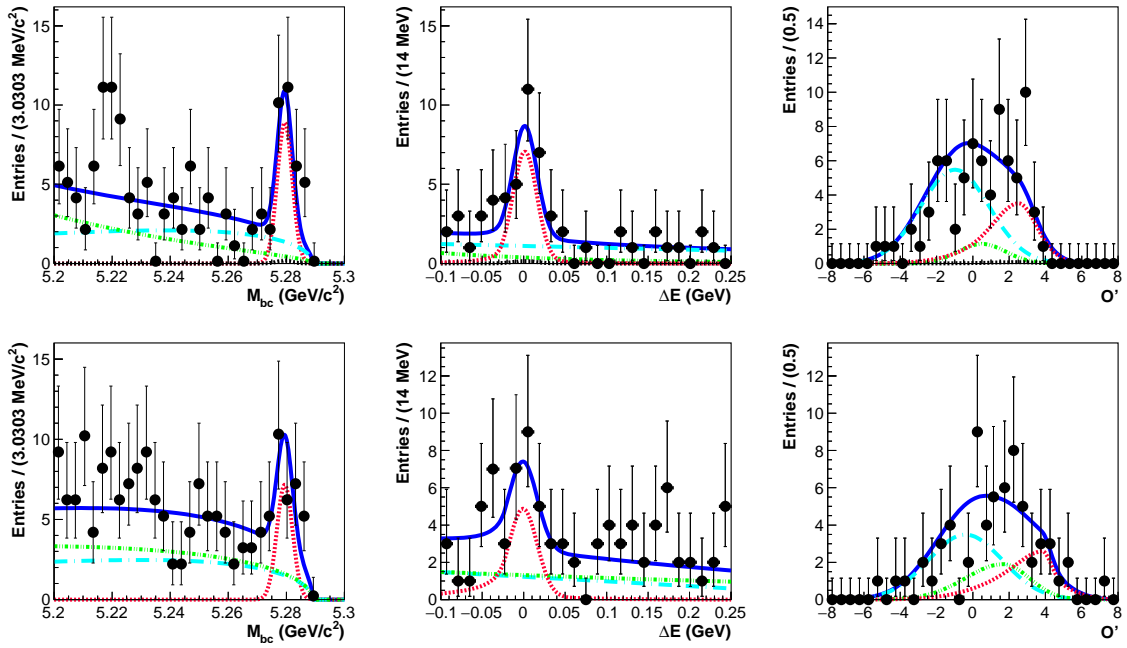 Entries / (3.0303 MeV/c²)
15
10
5
0
5.2 5.22 5.24 5.26 5.28 5.3
M_bc (GeV/c²)
Entries / (14 MeV)
15
10
5
0
−0.1 −0.05 0 0.05 0.1 0.15 0.2 0.25
ΔE (GeV)
Entries / (0.5)
14
12
10
8
6
4
2
0
−8 −6 −4 −2 0 2 4 6 8
O'
Entries / (3.0303 MeV/c²)
15
10
5
0
5.2 5.22 5.24 5.26 5.28 5.3
M_bc (GeV/c²)
Entries / (14 MeV)
12
10
8
6
4
2
0
−0.1 −0.05 0 0.05 0.1 0.15 0.2 0.25
ΔE (GeV)
Entries / (0.5)
12
10
8
6
4
2
0
−8 −6 −4 −2 0 2 4 6 8
O'